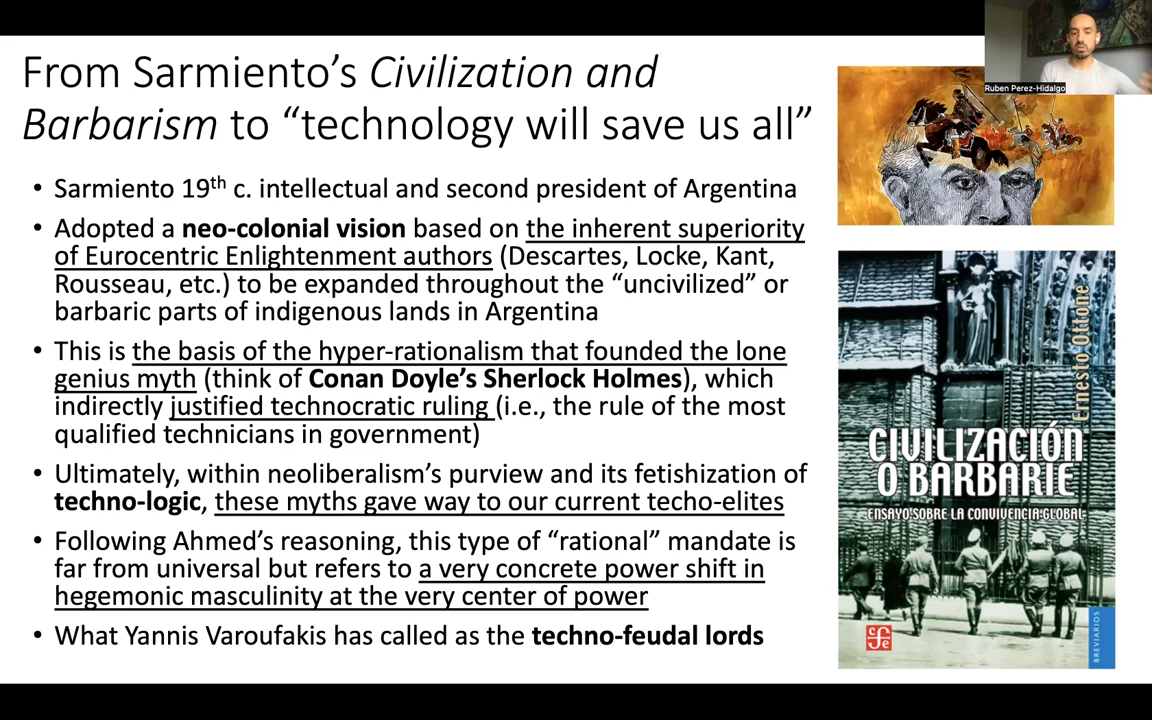 From Sarmiento’s Civilization and
Barbarism to “technology will save us all”
• Sarmiento 19th c. intellectual and second president of Argentina
• Adopted a neo-colonial vision based on the inherent superiority
of Eurocentric Enlightenment authors (Descartes, Locke, Kant,
Rousseau, etc.) to be expanded throughout the “uncivilized” or
barbaric parts of indigenous lands in Argentina
• This is the basis of the hyper-rationalism that founded the lone
genius myth (think of Conan Doyle’s Sherlock Holmes), which
indirectly justified technocratic ruling (i.e., the rule of the most
qualified technicians in government)
• Ultimately, within neoliberalism’s purview and its fetishization of
techno-logic, these myths gave way to our current techo-elites
• Following Ahmed’s reasoning, this type of “rational” mandate is
far from universal but refers to a very concrete power shift in
hegemonic masculinity at the very center of power
• What Yannis Varoufakis has called as the techno-feudal lords
Ruben Perez-Hidalgo
Ernesto Ottone
CIVILIZACIÓN
O BARBARIE
ENSAYO SOBRE LA CONVIVENCIA GLOBAL
cfe
BREVIARIOS